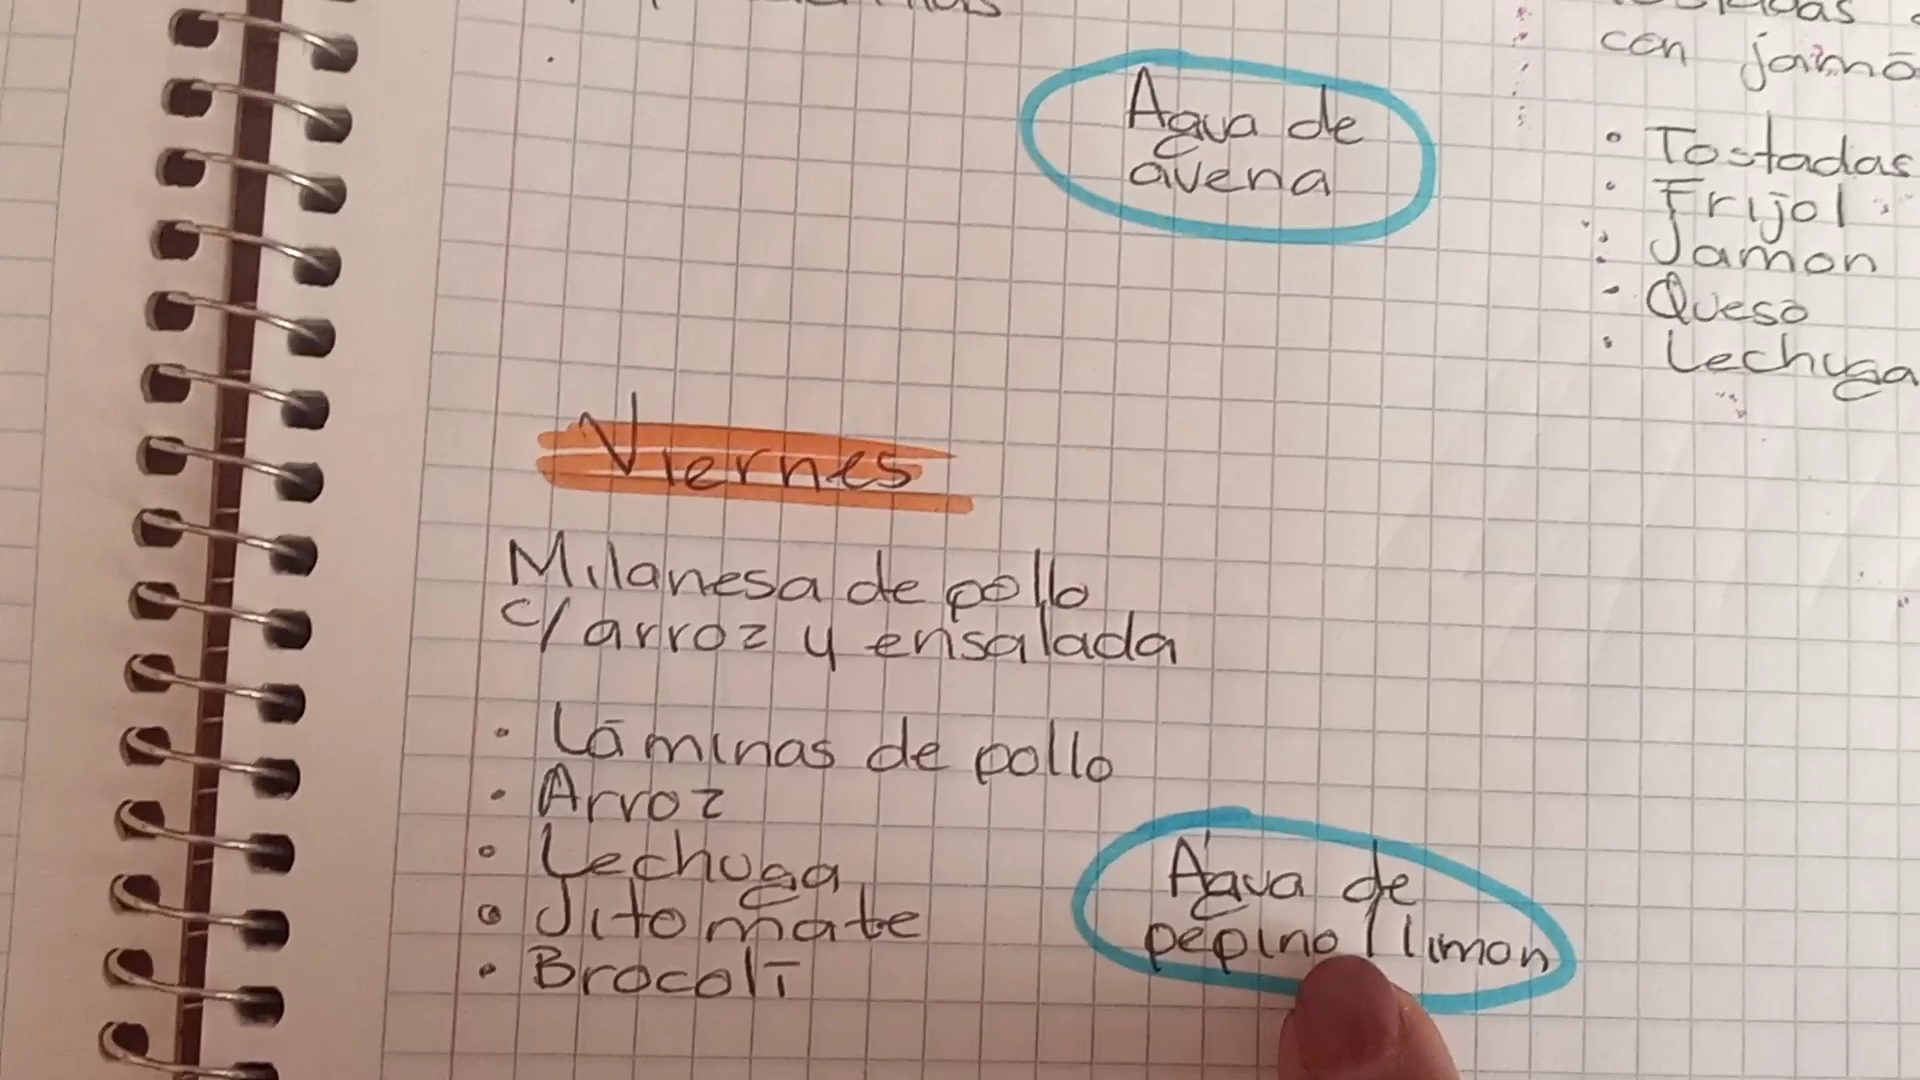 Agua de
avena
Viernes
Milanesa de pollo
c/ arroz y ensalada
• Láminas de pollo
• Arroz
• Lechuga
• Jitomate
• Brocolī
Agua de
pepino / limon
con
• Tostadas
• Frijol
• Jamon
• Queso
• Lechuga